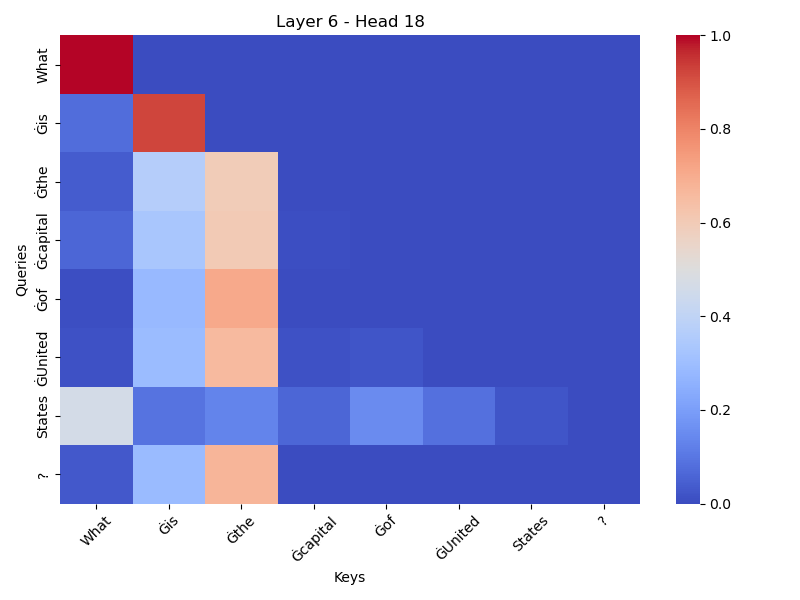 Layer 6 - Head 18
Queries
What
Ġis
Ġthe
Ġcapital
Ġof
ĠUnited
States
?
What
Ġis
Ġthe
Ġcapital
Ġof
ĠUnited
States
?
Keys
1.0
0.8
0.6
0.4
0.2
0.0